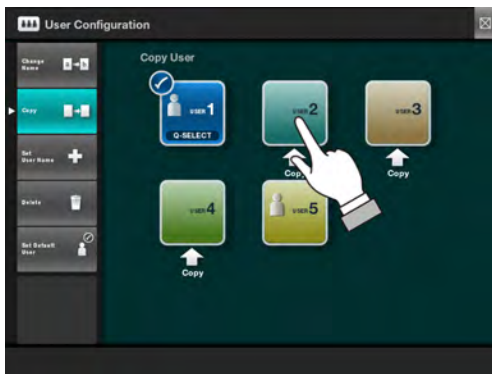 User Configuration
Change
Name
a
b
Copy
Set
User Name
Delete
Set Default
User
Copy User
USER 1
Q-SELECT
USER 2
Copy
USER 3
Copy
USER 4
Copy
USER 5